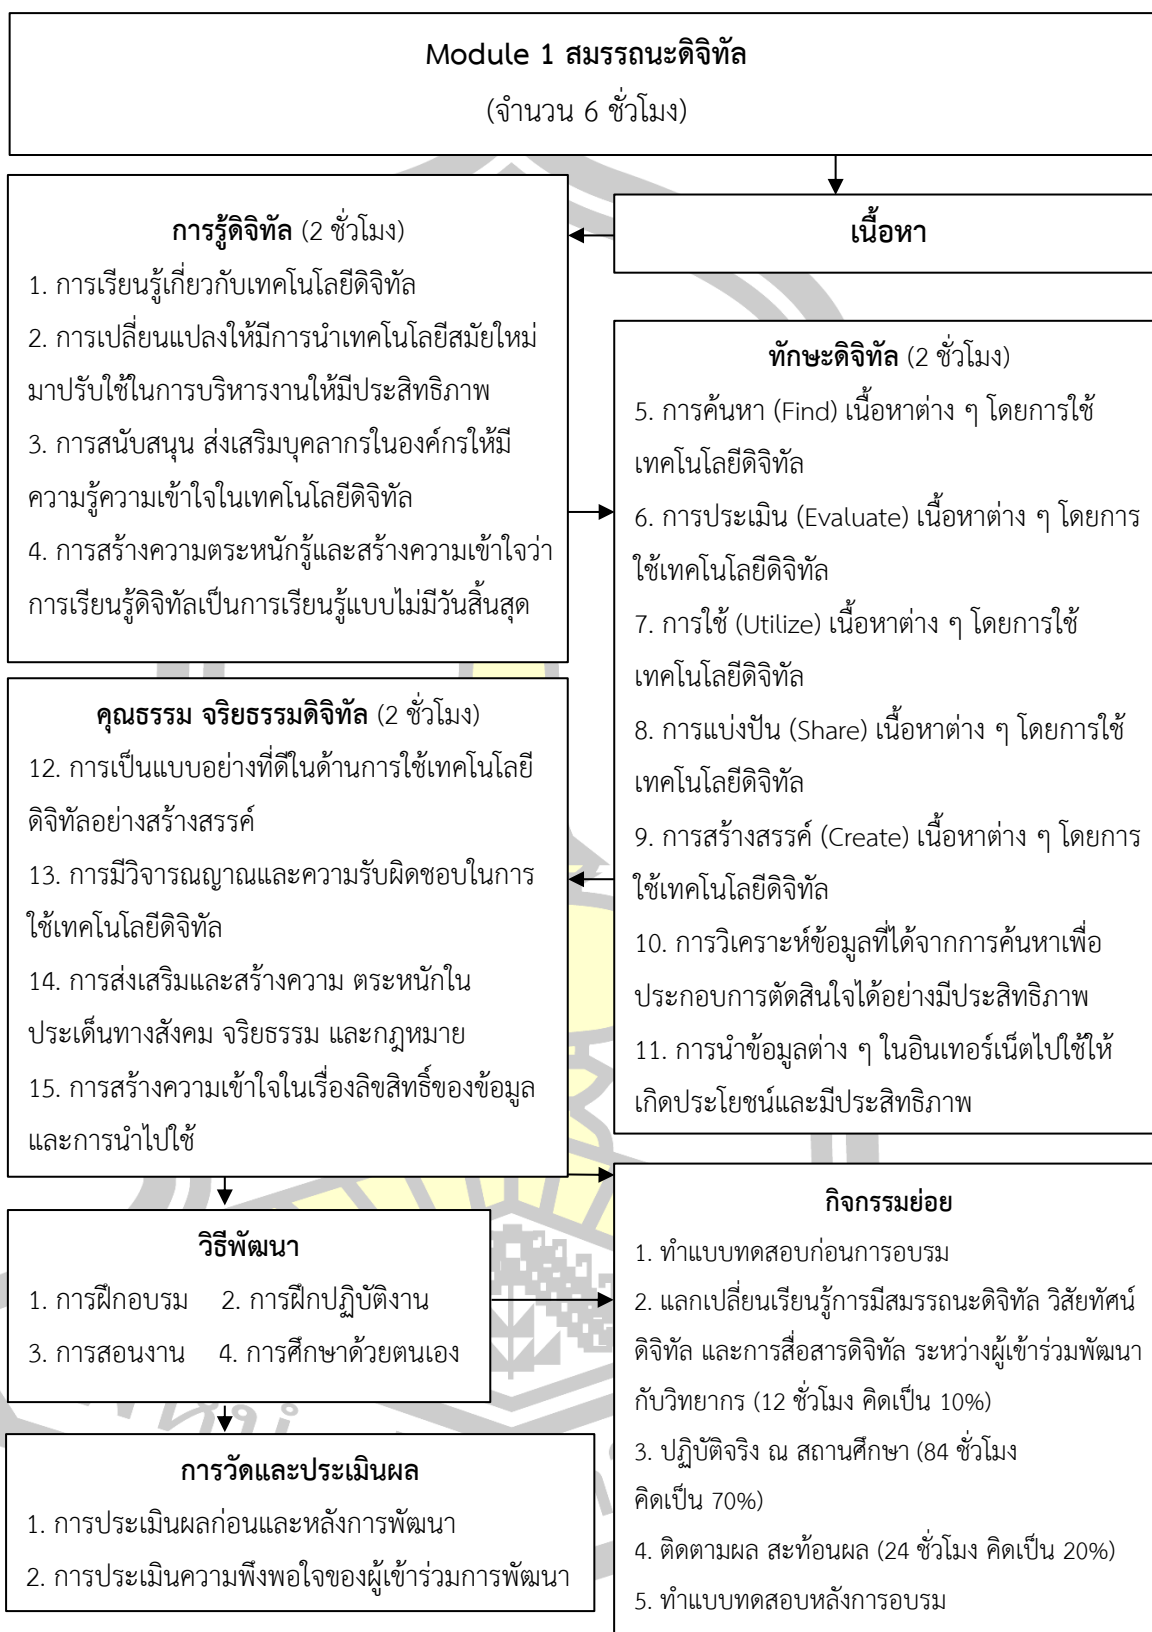 Module 1 สมรรถนะดิจิทัล
(จำนวน 6 ชั่วโมง)
เนื้อหา
การรู้ดิจิทัล (2 ชั่วโมง)
1. การเรียนรู้เกี่ยวกับเทคโนโลยีดิจิทัล
2. การเปลี่ยนแปลงให้มีการนำเทคโนโลยีสมัยใหม่
มาปรับใช้ในการบริหารงานให้มีประสิทธิภาพ
3. การสนับสนุน ส่งเสริมบุคลากรในองค์กรให้มี
ความรู้ความเข้าใจในเทคโนโลยีดิจิทัล
4. การสร้างความตระหนักรู้และสร้างความเข้าใจว่า
การเรียนรู้ดิจิทัลเป็นการเรียนรู้แบบไม่มีวันสิ้นสุด
ทักษะดิจิทัล (2 ชั่วโมง)
5. การค้นหา (Find) เนื้อหาต่าง ๆ โดยการใช้
เทคโนโลยีดิจิทัล
6. การประเมิน (Evaluate) เนื้อหาต่าง ๆ โดยการ
ใช้เทคโนโลยีดิจิทัล
7. การใช้ (Utilize) เนื้อหาต่าง ๆ โดยการใช้
เทคโนโลยีดิจิทัล
8. การแบ่งปัน (Share) เนื้อหาต่าง ๆ โดยการใช้
เทคโนโลยีดิจิทัล
9. การสร้างสรรค์ (Create) เนื้อหาต่าง ๆ โดยการ
ใช้เทคโนโลยีดิจิทัล
10. การวิเคราะห์ข้อมูลที่ได้จากการค้นหาเพื่อ
ประกอบการตัดสินใจได้อย่างมีประสิทธิภาพ
11. การนำข้อมูลต่าง ๆ ในอินเทอร์เน็ตไปใช้ให้
เกิดประโยชน์และมีประสิทธิภาพ
คุณธรรม จริยธรรมดิจิทัล (2 ชั่วโมง)
12. การเป็นแบบอย่างที่ดีในด้านการใช้เทคโนโลยี
ดิจิทัลอย่างสร้างสรรค์
13. การมีวิจารณญาณและความรับผิดชอบในการ
ใช้เทคโนโลยีดิจิทัล
14. การส่งเสริมและสร้างความ ตระหนักใน
ประเด็นทางสังคม จริยธรรม และกฎหมาย
15. การสร้างความเข้าใจในเรื่องลิขสิทธิ์ของข้อมูล
และการนำไปใช้
วิธีพัฒนา
1. การฝึกอบรม 2. การฝึกปฏิบัติงาน
3. การสอนงาน 4. การศึกษาด้วยตนเอง
กิจกรรมย่อย
1. ทำแบบทดสอบก่อนการอบรม
2. แลกเปลี่ยนเรียนรู้การมีสมรรถนะดิจิทัล วิสัยทัศน์
ดิจิทัล และการสื่อสารดิจิทัล ระหว่างผู้เข้าร่วมพัฒนา
กับวิทยากร (12 ชั่วโมง คิดเป็น 10%)
3. ปฏิบัติจริง ณ สถานศึกษา (84 ชั่วโมง
คิดเป็น 70%)
4. ติดตามผล สะท้อนผล (24 ชั่วโมง คิดเป็น 20%)
5. ทำแบบทดสอบหลังการอบรม
การวัดและประเมินผล
1. การประเมินผลก่อนและหลังการพัฒนา
2. การประเมินความพึงพอใจของผู้เข้าร่วมการพัฒนา